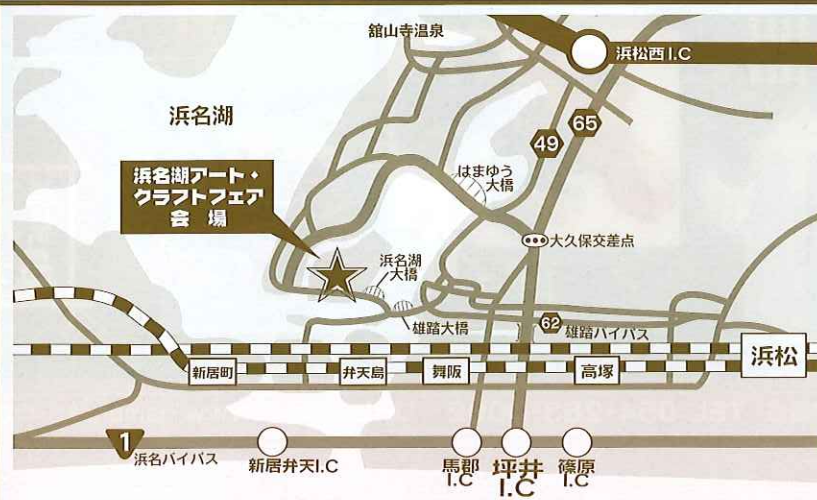 舘山寺温泉
浜松西I.C
浜名湖
65
49
はまゆう
大橋
浜名湖アート・
クラフトフェア
会 場
大久保交差点
浜名湖
大橋
雄踏大橋
62
雄踏バイパス
浜松
新居町
弁天島
舞阪
高塚
1
浜名バイパス
新居弁天I.C
馬郡
I.C
坪井
I.C
篠原
I.C